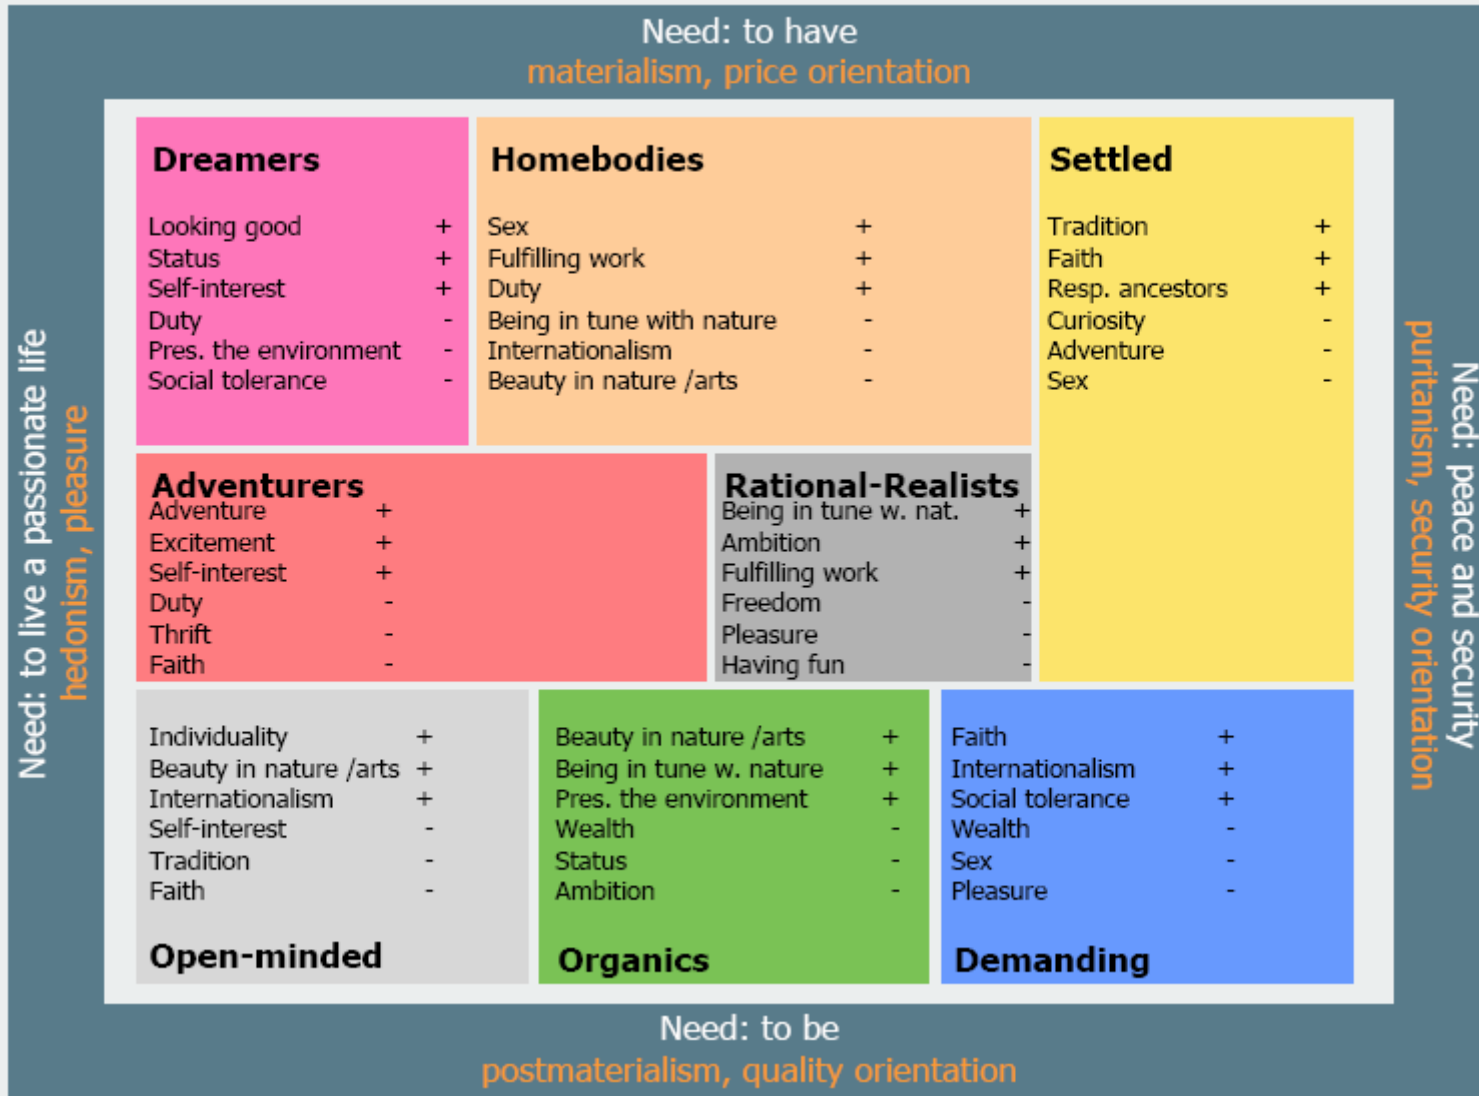 Need: to have
materialism, price orientation
Need: to live a passionate life
hedonism, pleasure
Dreamers
Looking good +
Status +
Self-interest +
Duty -
Pres. the environment -
Social tolerance -
Homebodies
Sex +
Fulfilling work +
Duty +
Being in tune with nature -
Internationalism -
Beauty in nature /arts -
Settled
Tradition +
Faith +
Resp. ancestors +
Curiosity -
Adventure -
Sex -
Adventurers
Adventure +
Excitement +
Self-interest +
Duty -
Thrift -
Faith -
Rational-Realists
Being in tune w. nat. +
Ambition +
Fulfilling work +
Freedom -
Pleasure -
Having fun -
Individuality +
Beauty in nature /arts +
Internationalism +
Self-interest -
Tradition -
Faith -
Open-minded
Beauty in nature /arts +
Being in tune w. nature +
Pres. the environment +
Wealth -
Status -
Ambition -
Organics
Faith +
Internationalism +
Social tolerance +
Wealth -
Sex -
Pleasure -
Demanding
Need: peace and security
puritanism, security orientation
Need: to be
postmaterialism, quality orientation